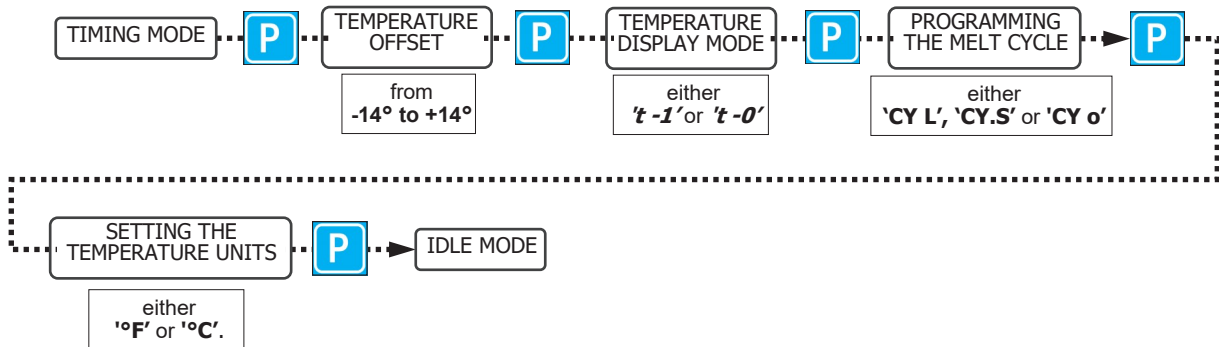 TIMING MODE
P
TEMPERATURE
OFFSET
from
-14° to +14°
P
TEMPERATURE
DISPLAY MODE
either
't -1' or 't -0'
P
PROGRAMMING
THE MELT CYCLE
either
‘CY L’, ‘CY.S’ or 'CY o’
P
SETTING THE
TEMPERATURE UNITS
either
'°F’ or '°C’.
P
IDLE MODE